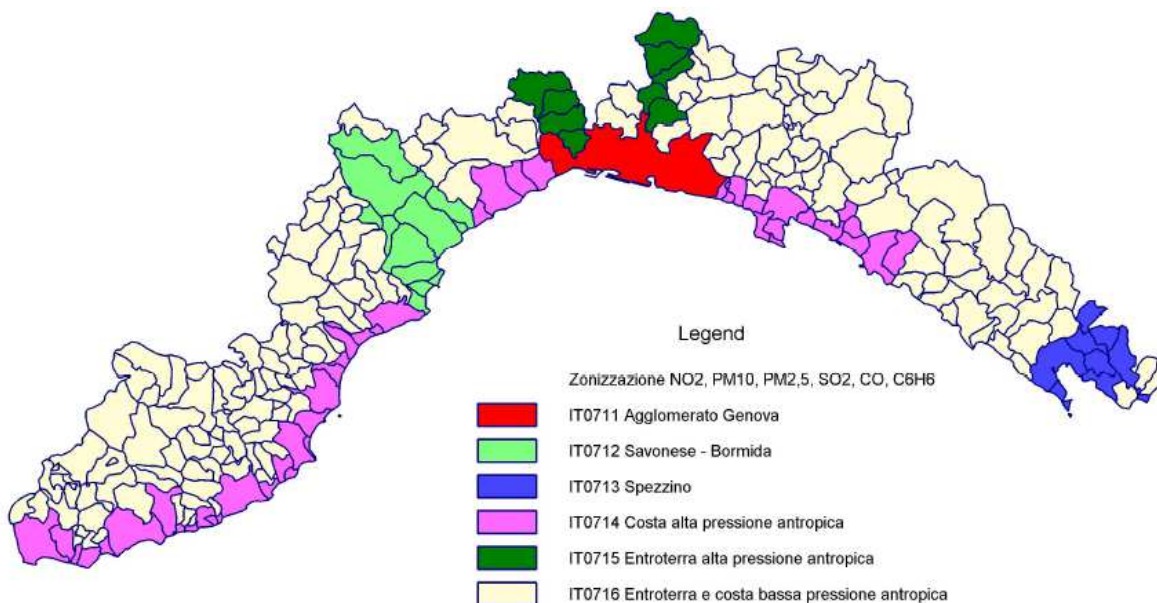 Legend
Zonizzazione NO2, PM10, PM2,5, SO2, CO, C6H6
IT0711 Agglomerato Genova
IT0712 Savonese - Bormida
IT0713 Spezzino
IT0714 Costa alta pressione antropica
IT0715 Entroterra alta pressione antropica
IT0716 Entroterra e costa bassa pressione antropica